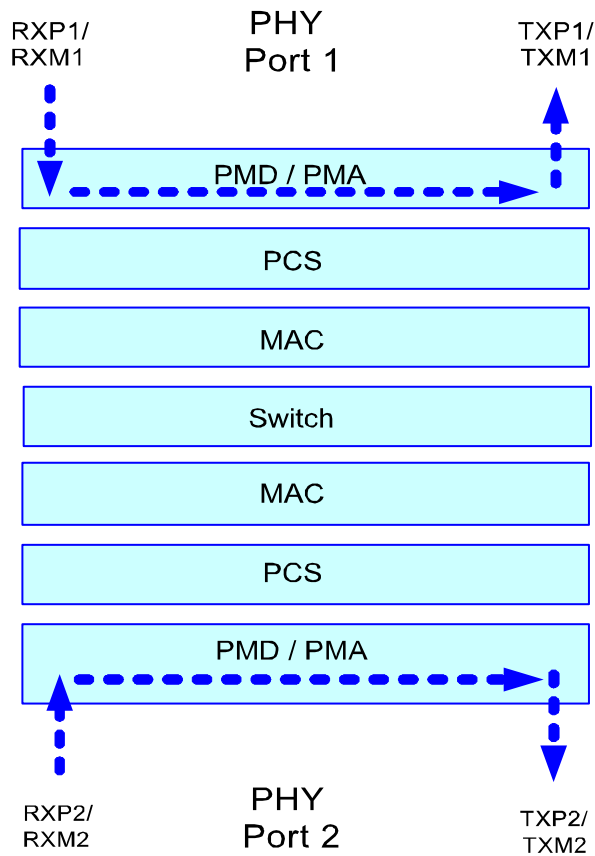 RXP1/
RXM1
PHY
Port 1
TXP1/
TXM1
PMD / PMA
PCS
MAC
Switch
MAC
PCS
PMD / PMA
RXP2/
RXM2
PHY
Port 2
TXP2/
TXM2